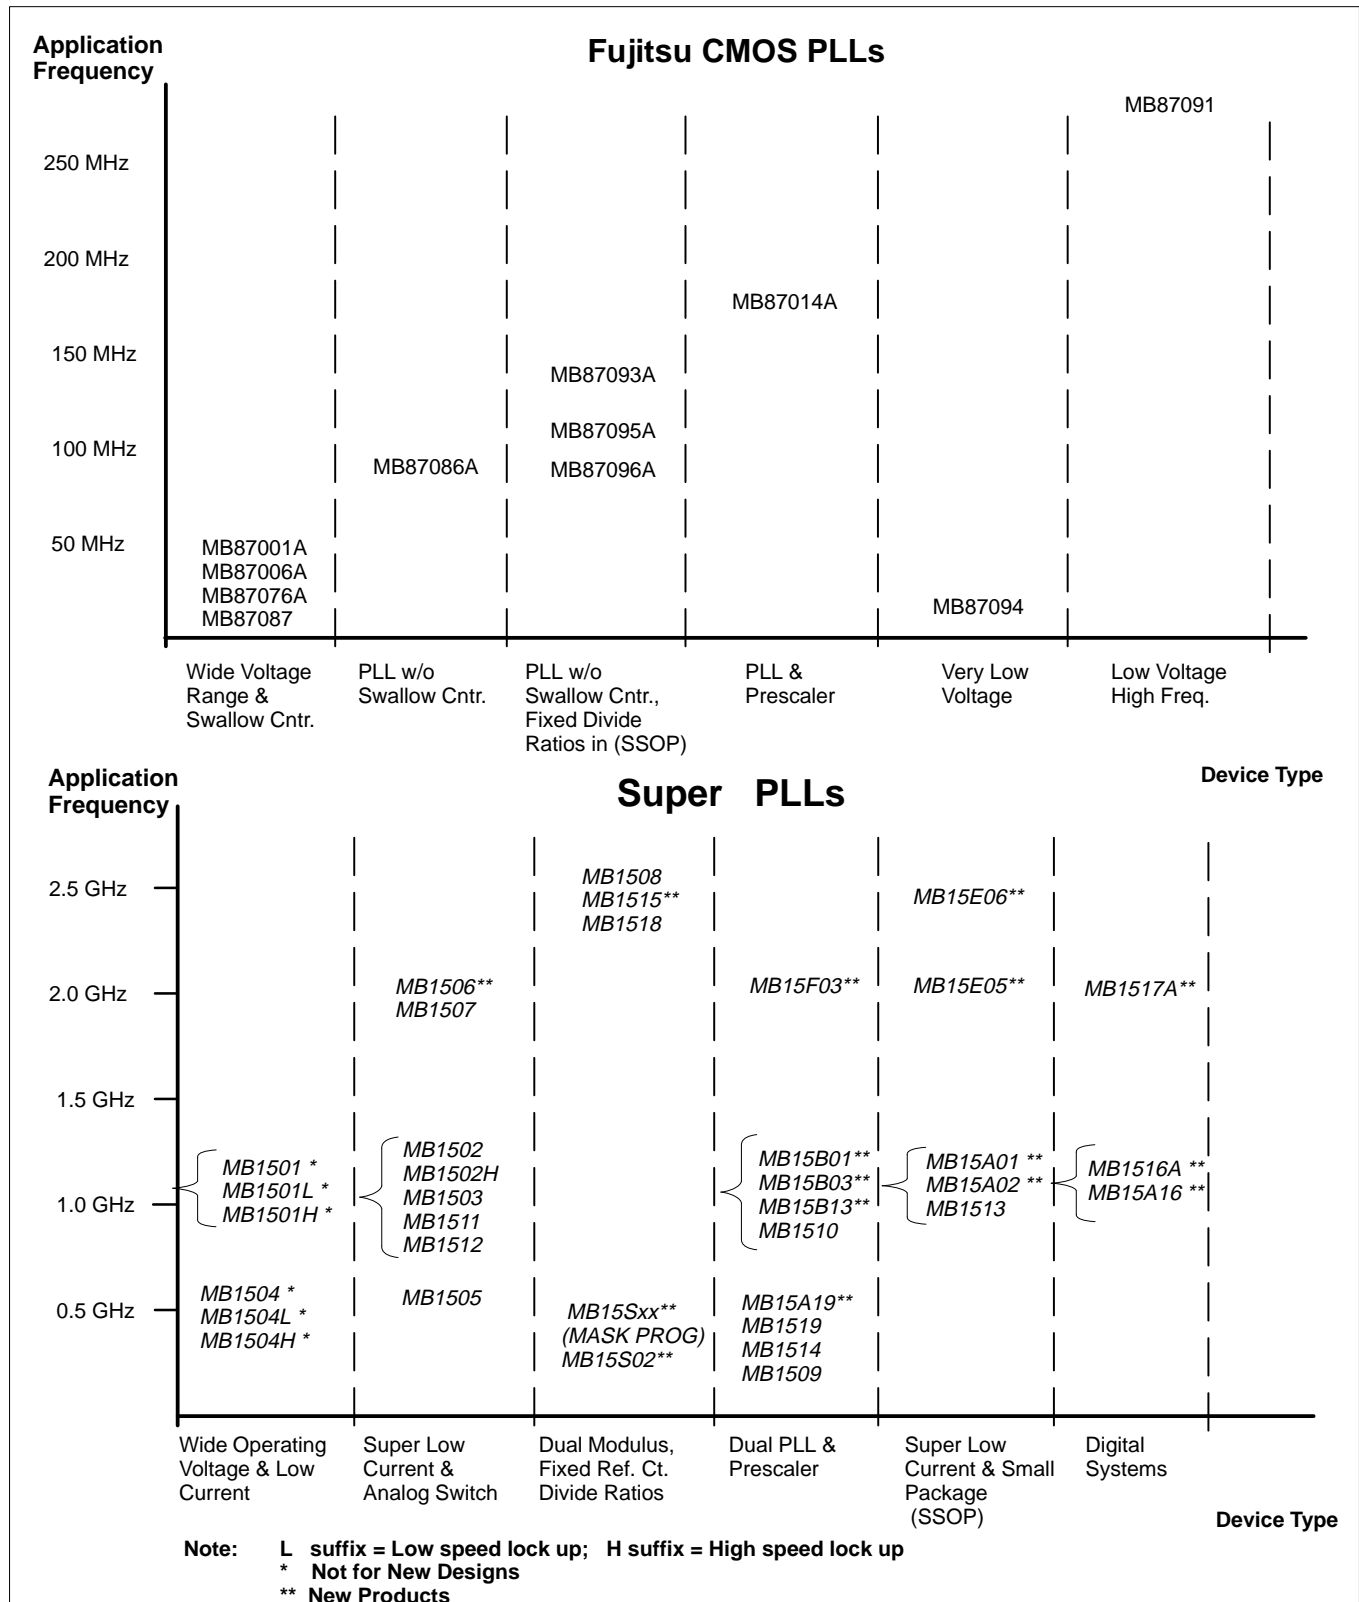 Application
Frequency
Fujitsu CMOS PLLs
MB87091
250 MHz
200 MHz
MB87014A
150 MHz
MB87093A
MB87095A
100 MHz
MB87086A
MB87096A
50 MHz
MB87001A
MB87006A
MB87076A
MB87087
MB87094
Wide Voltage
Range &
Swallow Cntr.
PLL w/o
Swallow Cntr.
PLL w/o
Swallow Cntr.,
Fixed Divide
Ratios in (SSOP)
PLL &
Prescaler
Very Low
Voltage
Low Voltage
High Freq.
Device Type
Application
Frequency
Super PLLs
2.5 GHz
MB1508
MB1515**
MB1518
MB15E06**
2.0 GHz
MB1506**
MB1507
MB15F03**
MB15E05**
MB1517A**
1.5 GHz
1.0 GHz
MB1501 *
MB1501L *
MB1501H *
MB1502
MB1502H
MB1503
MB1511
MB1512
MB15B01**
MB15B03**
MB15B13**
MB1510
MB15A01 **
MB15A02 **
MB1513
MB1516A **
MB15A16 **
0.5 GHz
MB1504 *
MB1504L *
MB1504H *
MB1505
MB15Sxx**
(MASK PROG)
MB15S02**
MB15A19**
MB1519
MB1514
MB1509
Wide Operating
Voltage & Low
Current
Super Low
Current &
Analog Switch
Dual Modulus,
Fixed Ref. Ct.
Divide Ratios
Dual PLL &
Prescaler
Super Low
Current & Small
Package
(SSOP)
Digital
Systems
Device Type
Note: L suffix = Low speed lock up; H suffix = High speed lock up
* Not for New Designs
** New Products